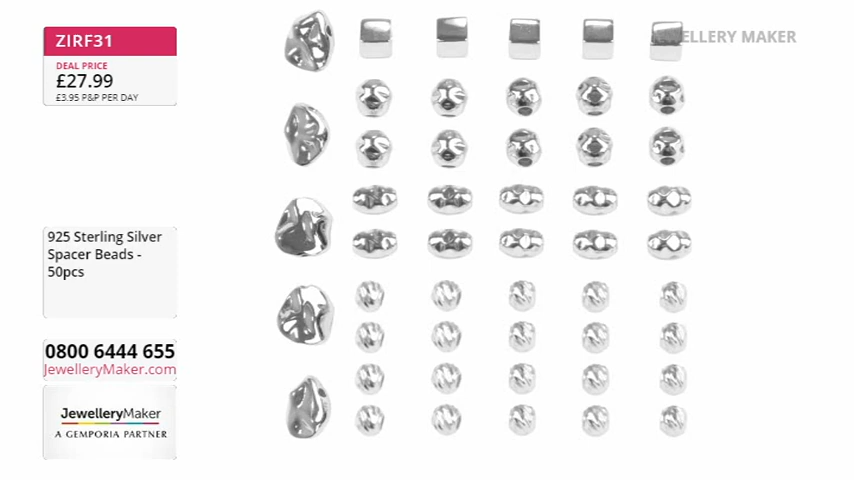 ZIRF31
DEAL PRICE
£27.99
£3.95 P&P PER DAY
JEWELLERY MAKER
925 Sterling Silver
Spacer Beads -
50pcs
0800 6444 655
JewelleryMaker.com
JewelleryMaker
A GEMPORIA PARTNER